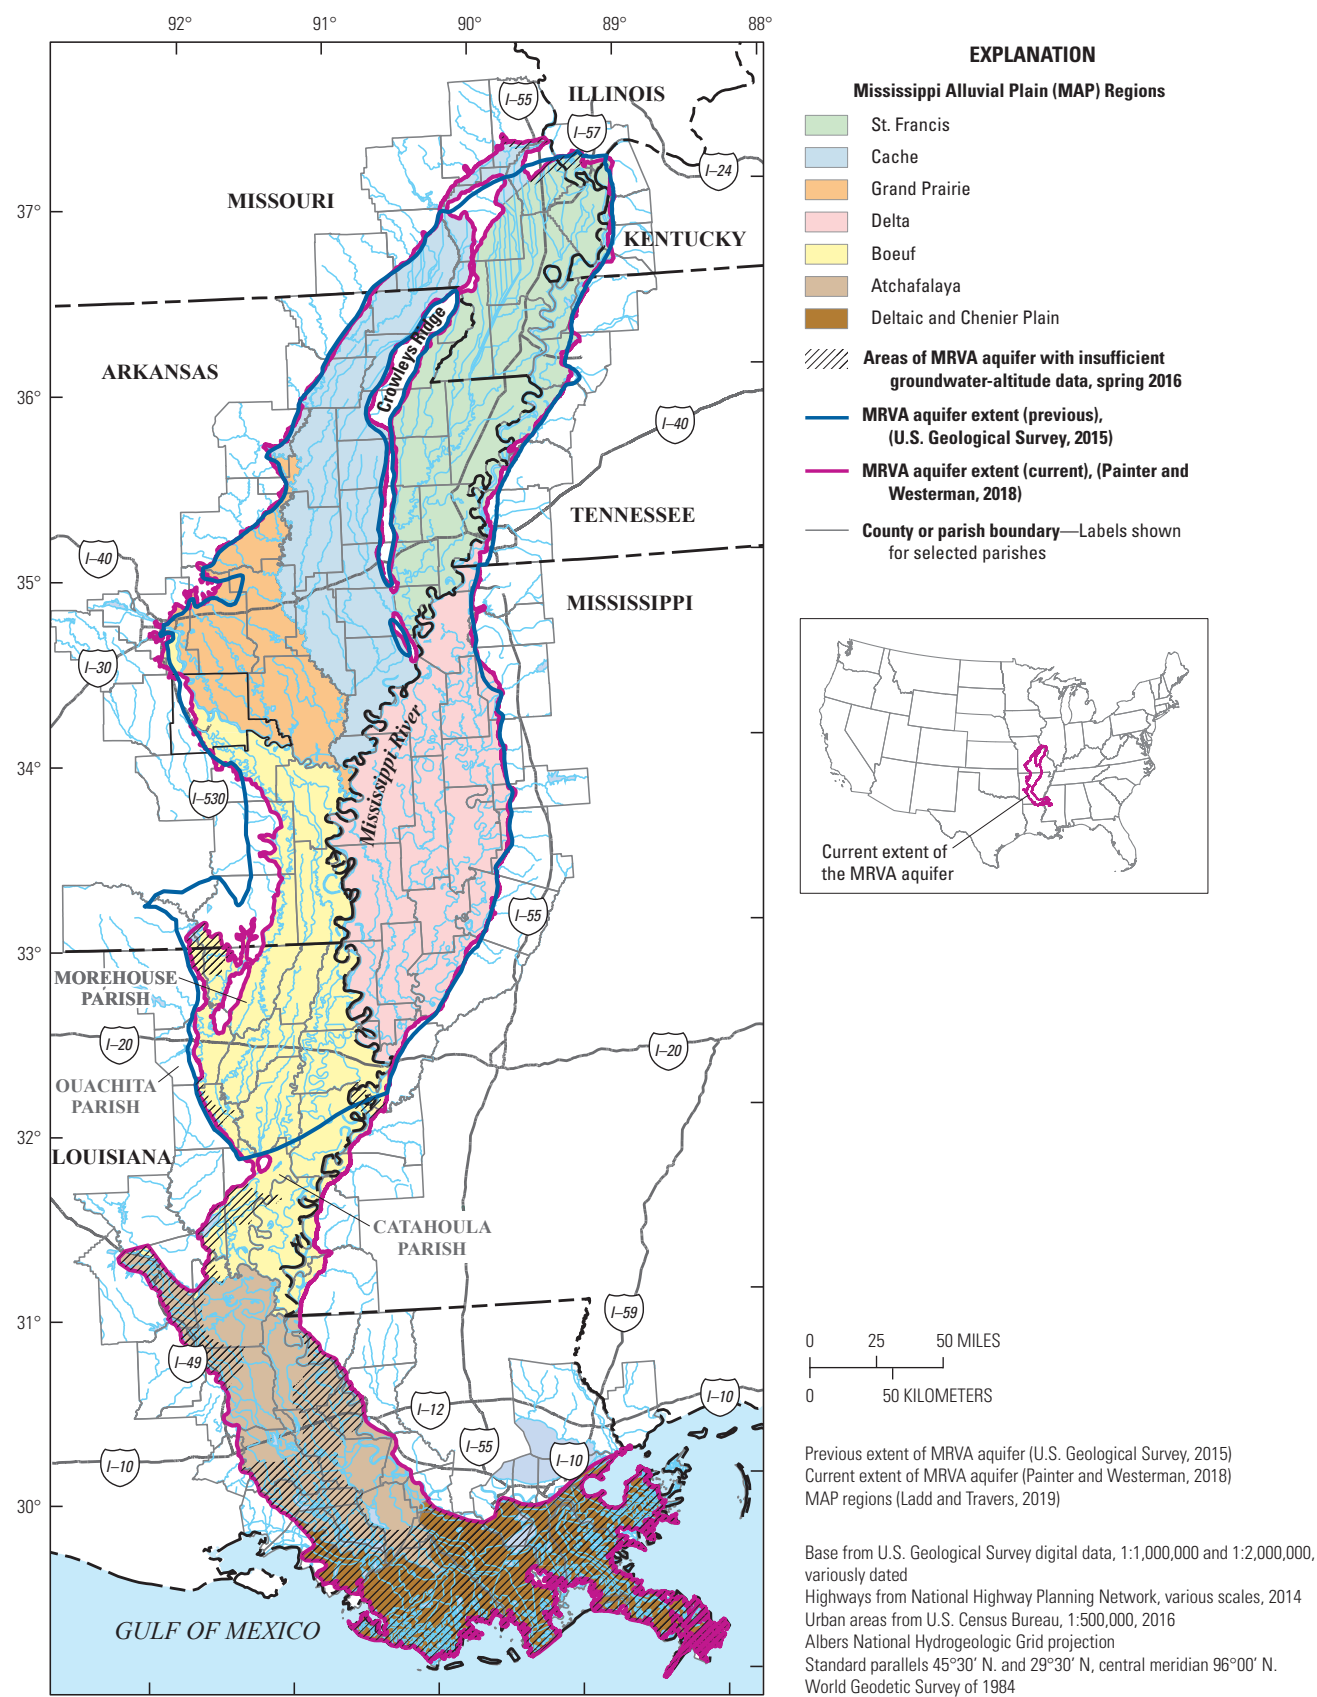 92°
91°
90°
89°
88°
I–55
ILLINOIS
I–57
I–24
MISSOURI
37°
KENTUCKY
ARKANSAS
Crowleys Ridge
36°
I–40
TENNESSEE
I–40
35°
MISSISSIPPI
I–30
Mississippi River
34°
I–530
I–55
33°
MOREHOUSE
PARISH
I–20
I–20
OUACHITA
PARISH
32°
LOUISIANA
CATAHOULA
PARISH
31°
I–59
I–49
I–12
I–10
I–55
I–10
I–10
30°
GULF OF MEXICO
EXPLANATION
Mississippi Alluvial Plain (MAP) Regions
St. Francis
Cache
Grand Prairie
Delta
Boeuf
Atchafalaya
Deltaic and Chenier Plain
Areas of MRVA aquifer with insufficient
groundwater-altitude data, spring 2016
MRVA aquifer extent (previous),
(U.S. Geological Survey, 2015)
MRVA aquifer extent (current), (Painter and
Westerman, 2018)
County or parish boundary—Labels shown
for selected parishes
Current extent of
the MRVA aquifer
0 25 50 MILES
0 50 KILOMETERS
Previous extent of MRVA aquifer (U.S. Geological Survey, 2015)
Current extent of MRVA aquifer (Painter and Westerman, 2018)
MAP regions (Ladd and Travers, 2019)
Base from U.S. Geological Survey digital data, 1:1,000,000 and 1:2,000,000,
variously dated
Highways from National Highway Planning Network, various scales, 2014
Urban areas from U.S. Census Bureau, 1:500,000, 2016
Albers National Hydrogeologic Grid projection
Standard parallels 45°30′ N. and 29°30′ N, central meridian 96°00′ N.
World Geodetic Survey of 1984